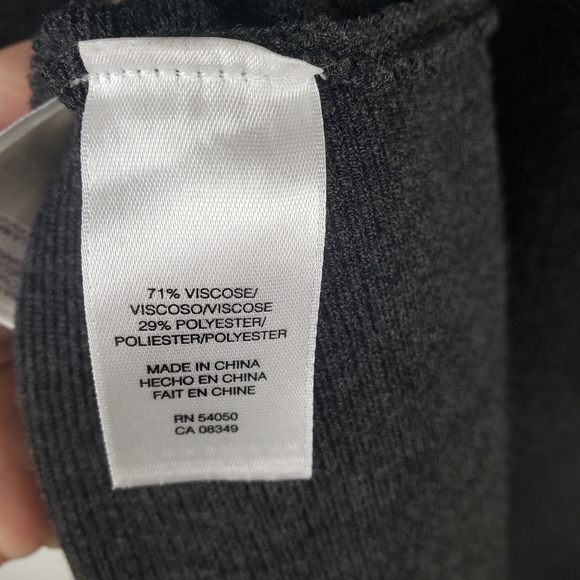 71% VISCOSE/
VISCOSO/VISCOSE
29% POLYESTER/
POLIESTER/POLYESTER
MADE IN CHINA
HECHO EN CHINA
FAIT EN CHINE
RN 54050
CA 08349